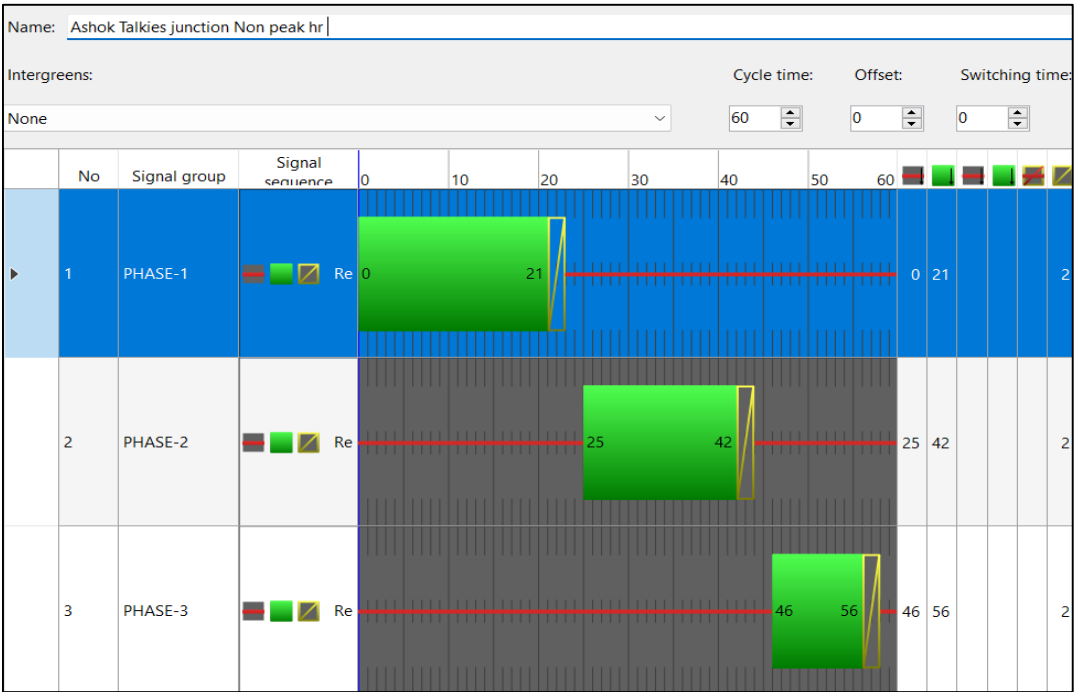 Name: Ashok Talkies junction Non peak hr
Intergreens: Cycle time: Offset: Switching time:
None 60 0 0
No Signal group Signal sequence 0 10 20 30 40 50 60
1 PHASE-1 Re 0 21 0 21 2
2 PHASE-2 Re 25 42 25 42 2
3 PHASE-3 Re 46 56 46 56 2